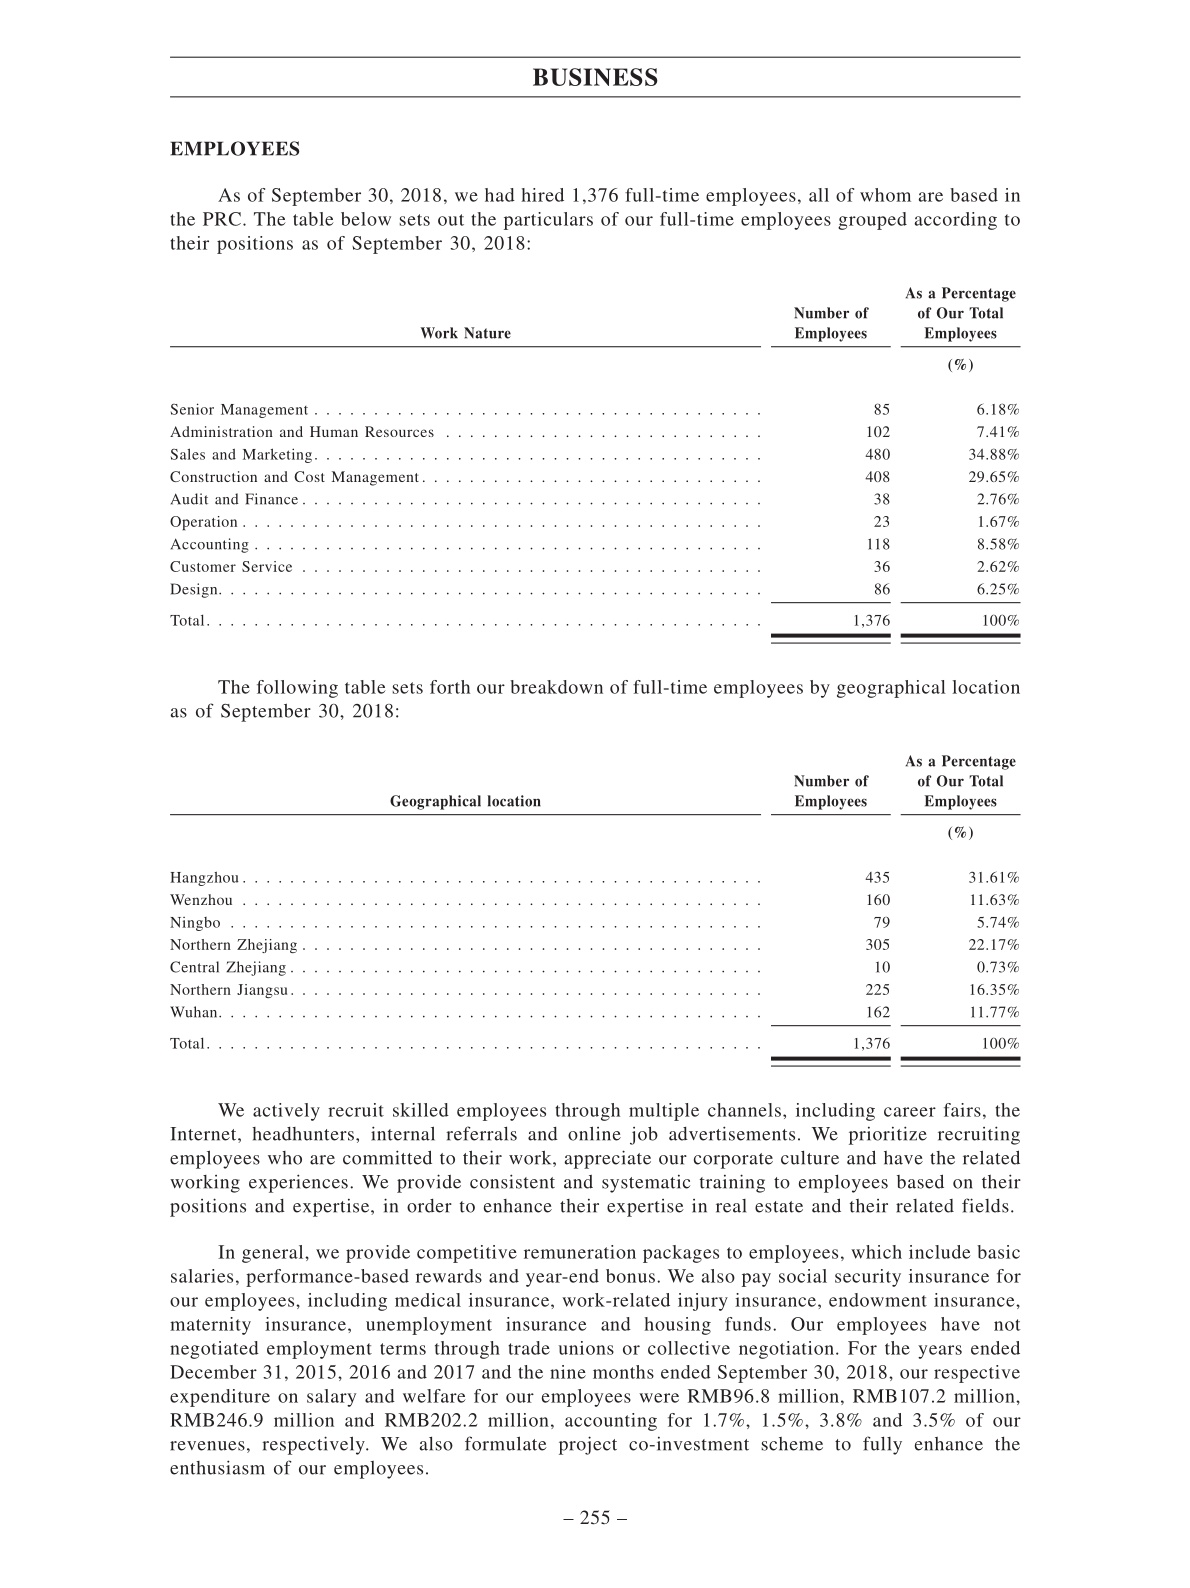 BUSINESS
EMPLOYEES
As of September 30, 2018, we had hired 1,376 full-time employees, all of whom are based in
the PRC. The table below sets out the particulars of our full-time employees grouped according to
their positions as of September 30, 2018:
As a Percentage
Number of of Our Total
Work Nature Employees Employees
(%)
Senior Management . . . . . . . . . . . . . . . . . . . . . . . . . . . . . . . . . . . . . . 85 6.18%
Administration and Human Resources . . . . . . . . . . . . . . . . . . . . . . . . . . . 102 7.41%
Sales and Marketing. . . . . . . . . . . . . . . . . . . . . . . . . . . . . . . . . . . . . . 480 34.88%
Construction and Cost Management. . . . . . . . . . . . . . . . . . . . . . . . . . . . . 408 29.65%
Audit and Finance . . . . . . . . . . . . . . . . . . . . . . . . . . . . . . . . . . . . . . . 38 2.76%
Operation . . . . . . . . . . . . . . . . . . . . . . . . . . . . . . . . . . . . . . . . . . . . 23 1.67%
Accounting . . . . . . . . . . . . . . . . . . . . . . . . . . . . . . . . . . . . . . . . . . . 118 8.58%
Customer Service . . . . . . . . . . . . . . . . . . . . . . . . . . . . . . . . . . . . . . . 36 2.62%
Design. . . . . . . . . . . . . . . . . . . . . . . . . . . . . . . . . . . . . . . . . . . . . . 86 6.25%
Total. . . . . . . . . . . . . . . . . . . . . . . . . . . . . . . . . . . . . . . . . . . . . . . 1,376 100%
The following table sets forth our breakdown of full-time employees by geographical location
as of September 30, 2018:
As a Percentage
Number of of Our Total
Geographical location Employees Employees
(%)
Hangzhou . . . . . . . . . . . . . . . . . . . . . . . . . . . . . . . . . . . . . . . . . . . . 435 31.61%
Wenzhou . . . . . . . . . . . . . . . . . . . . . . . . . . . . . . . . . . . . . . . . . . . . 160 11.63%
Ningbo . . . . . . . . . . . . . . . . . . . . . . . . . . . . . . . . . . . . . . . . . . . . . 79 5.74%
Northern Zhejiang . . . . . . . . . . . . . . . . . . . . . . . . . . . . . . . . . . . . . . . 305 22.17%
Central Zhejiang . . . . . . . . . . . . . . . . . . . . . . . . . . . . . . . . . . . . . . . . 10 0.73%
Northern Jiangsu. . . . . . . . . . . . . . . . . . . . . . . . . . . . . . . . . . . . . . . . 225 16.35%
Wuhan. . . . . . . . . . . . . . . . . . . . . . . . . . . . . . . . . . . . . . . . . . . . . . 162 11.77%
Total. . . . . . . . . . . . . . . . . . . . . . . . . . . . . . . . . . . . . . . . . . . . . . . 1,376 100%
We actively recruit skilled employees through multiple channels, including career fairs, the
Internet, headhunters, internal referrals and online job advertisements. We prioritize recruiting
employees who are committed to their work, appreciate our corporate culture and have the related
working experiences. We provide consistent and systematic training to employees based on their
positions and expertise, in order to enhance their expertise in real estate and their related fields.
In general, we provide competitive remuneration packages to employees, which include basic
salaries, performance-based rewards and year-end bonus. We also pay social security insurance for
our employees, including medical insurance, work-related injury insurance, endowment insurance,
maternity insurance, unemployment insurance and housing funds. Our employees have not
negotiated employment terms through trade unions or collective negotiation. For the years ended
December 31, 2015, 2016 and 2017 and the nine months ended September 30, 2018, our respective
expenditure on salary and welfare for our employees were RMB96.8 million, RMB107.2 million,
RMB246.9 million and RMB202.2 million, accounting for 1.7%, 1.5%, 3.8% and 3.5% of our
revenues, respectively. We also formulate project co-investment scheme to fully enhance the
enthusiasm of our employees.
– 255 –